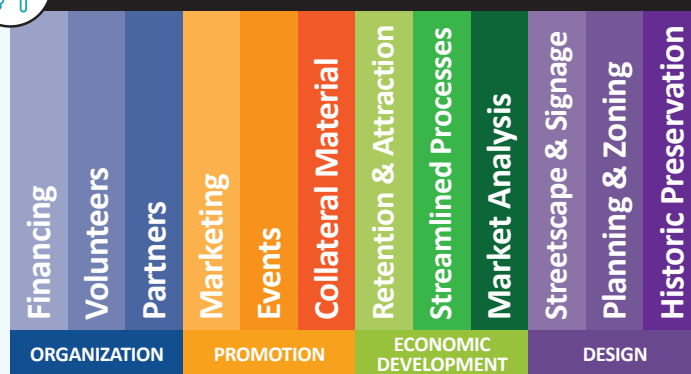 Financing
Volunteers
Partners
Marketing
Events
Collateral Material
Retention & Attraction
Streamlined Processes
Market Analysis
Streetscape & Signage
Planning & Zoning
Historic Preservation
ORGANIZATION
PROMOTION
ECONOMIC
DEVELOPMENT
DESIGN